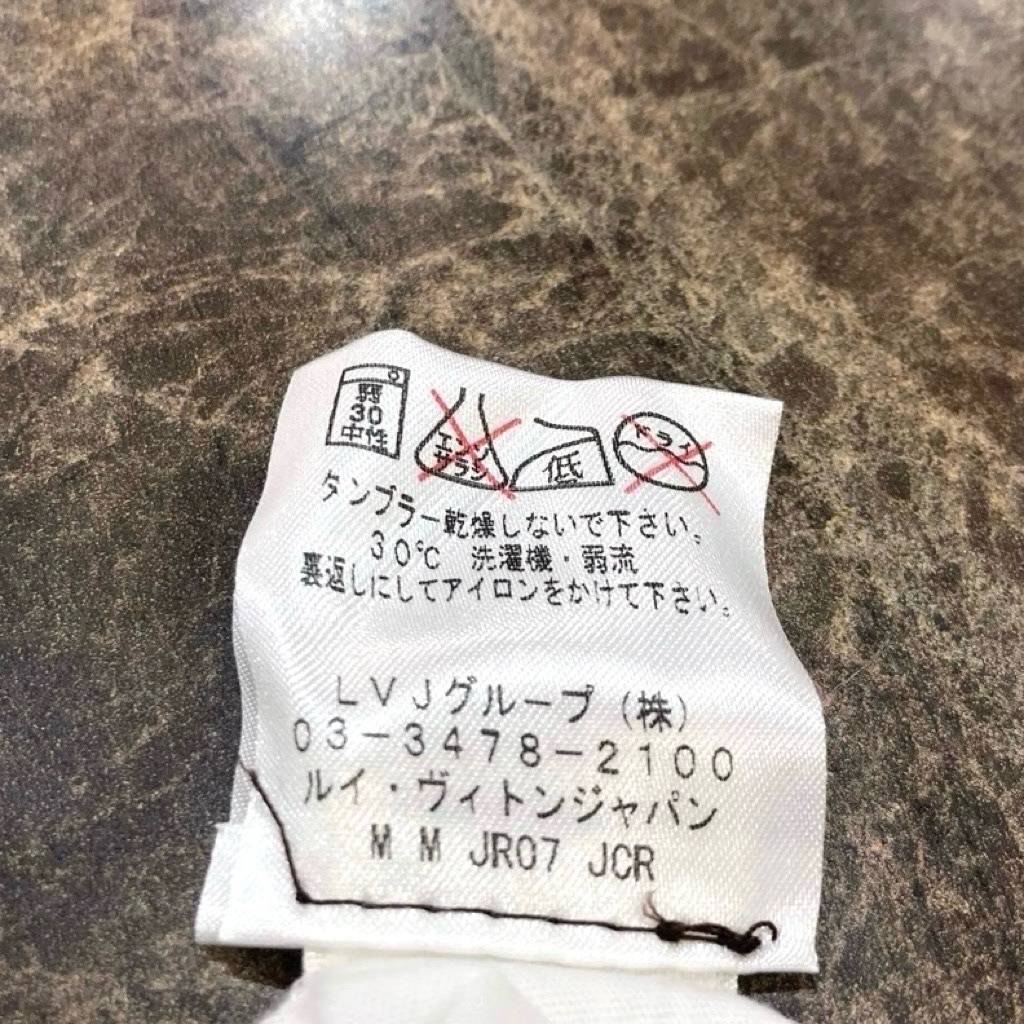 弱
30
中性
エンソ
サラシ
低
ドライ
タンブラー乾燥しないで下さい。
30℃ 洗濯機・弱流
裏返しにしてアイロンをかけて下さい。
LVJグループ(株)
03-3478-2100
ルイ・ヴィトンジャパン
M M JR07 JCR